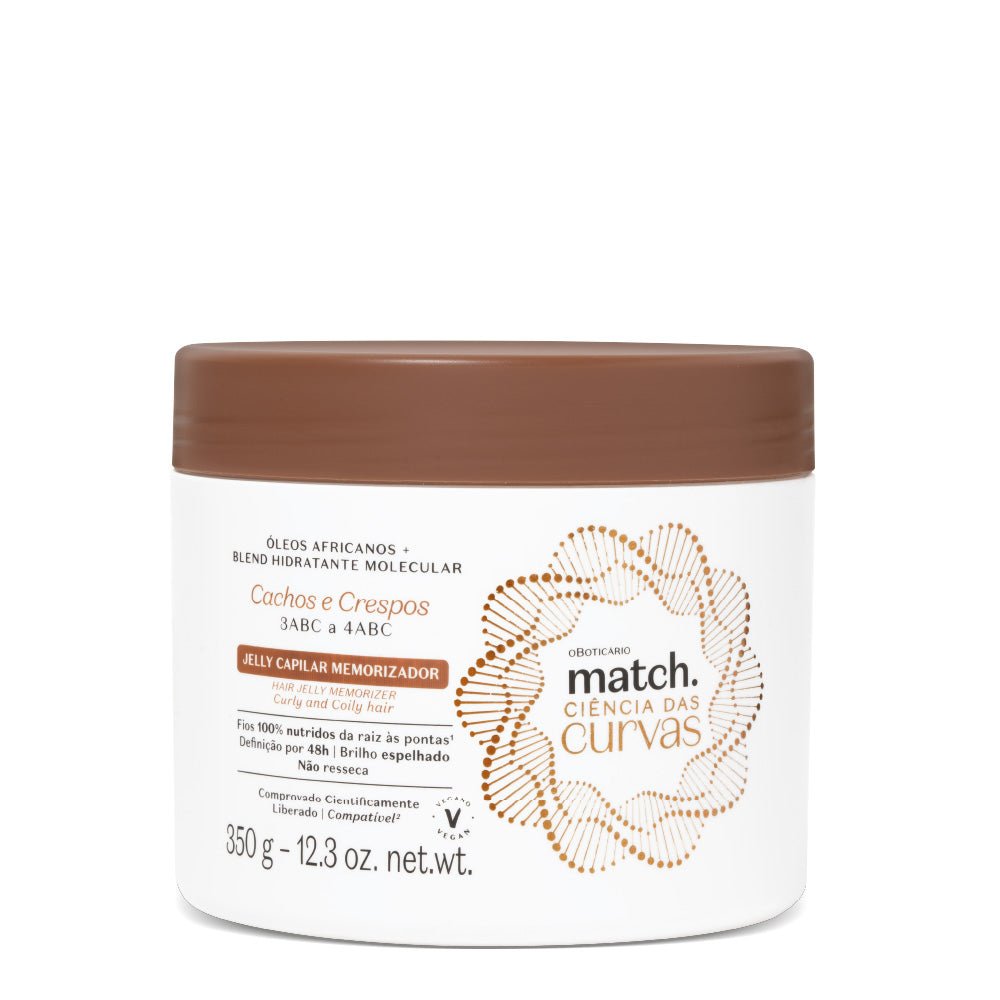 ÓLEOS AFRICANOS +
BLEND HIDRATANTE MOLECULAR
Cachos e Crespos
3ABC a 4ABC
JELLY CAPILAR MEMORIZADOR
HAIR JELLY MEMORIZER
Curly and Coily hair
Fios 100% nutridos da raiz às pontas¹
Definição por 48h | Brilho espelhado
Não resseca
Comprovado Cientificamente
Liberado | Compatível²
VEGANO
V
VEGAN
350 g – 12.3 oz. net.wt.
oBoticário
match.
CIÊNCIA DAS
curvas